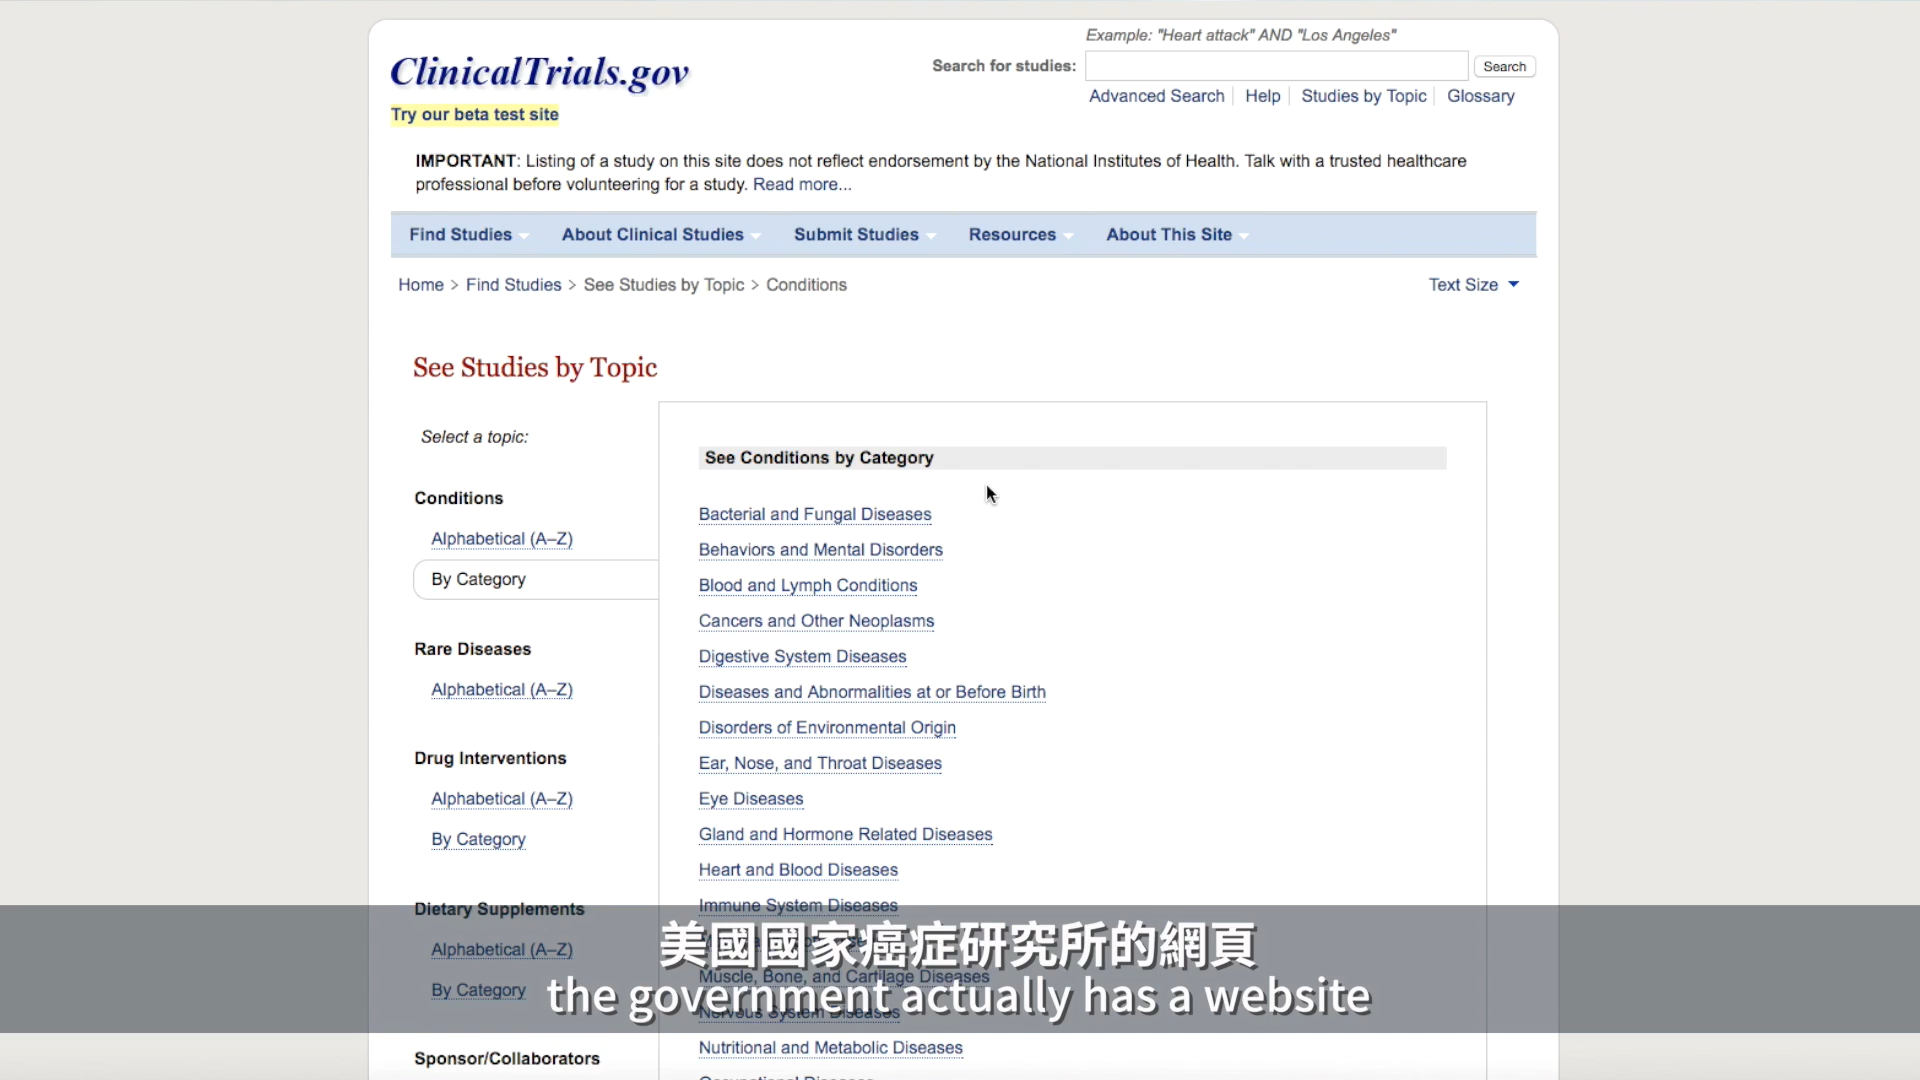 Example: "Heart attack" AND "Los Angeles"
ClinicalTrials.gov
Search for studies:
Search
Advanced Search
Help
Studies by Topic
Glossary
Try our beta test site
IMPORTANT: Listing of a study on this site does not reflect endorsement by the National Institutes of Health. Talk with a trusted healthcare
professional before volunteering for a study. Read more...
Find Studies
About Clinical Studies
Submit Studies
Resources
About This Site
Home > Find Studies > See Studies by Topic > Conditions
Text Size
See Studies by Topic
Select a topic:
Conditions
Alphabetical (A–Z)
By Category
Rare Diseases
Alphabetical (A–Z)
Drug Interventions
Alphabetical (A–Z)
By Category
Dietary Supplements
Alphabetical (A–Z)
By Category
Sponsor/Collaborators
See Conditions by Category
Bacterial and Fungal Diseases
Behaviors and Mental Disorders
Blood and Lymph Conditions
Cancers and Other Neoplasms
Digestive System Diseases
Diseases and Abnormalities at or Before Birth
Disorders of Environmental Origin
Ear, Nose, and Throat Diseases
Eye Diseases
Gland and Hormone Related Diseases
Heart and Blood Diseases
Immune System Diseases
Muscle, Bone, and Cartilage Diseases
Nervous System Diseases
Nutritional and Metabolic Diseases
美國國家癌症研究所的網頁
the government actually has a website